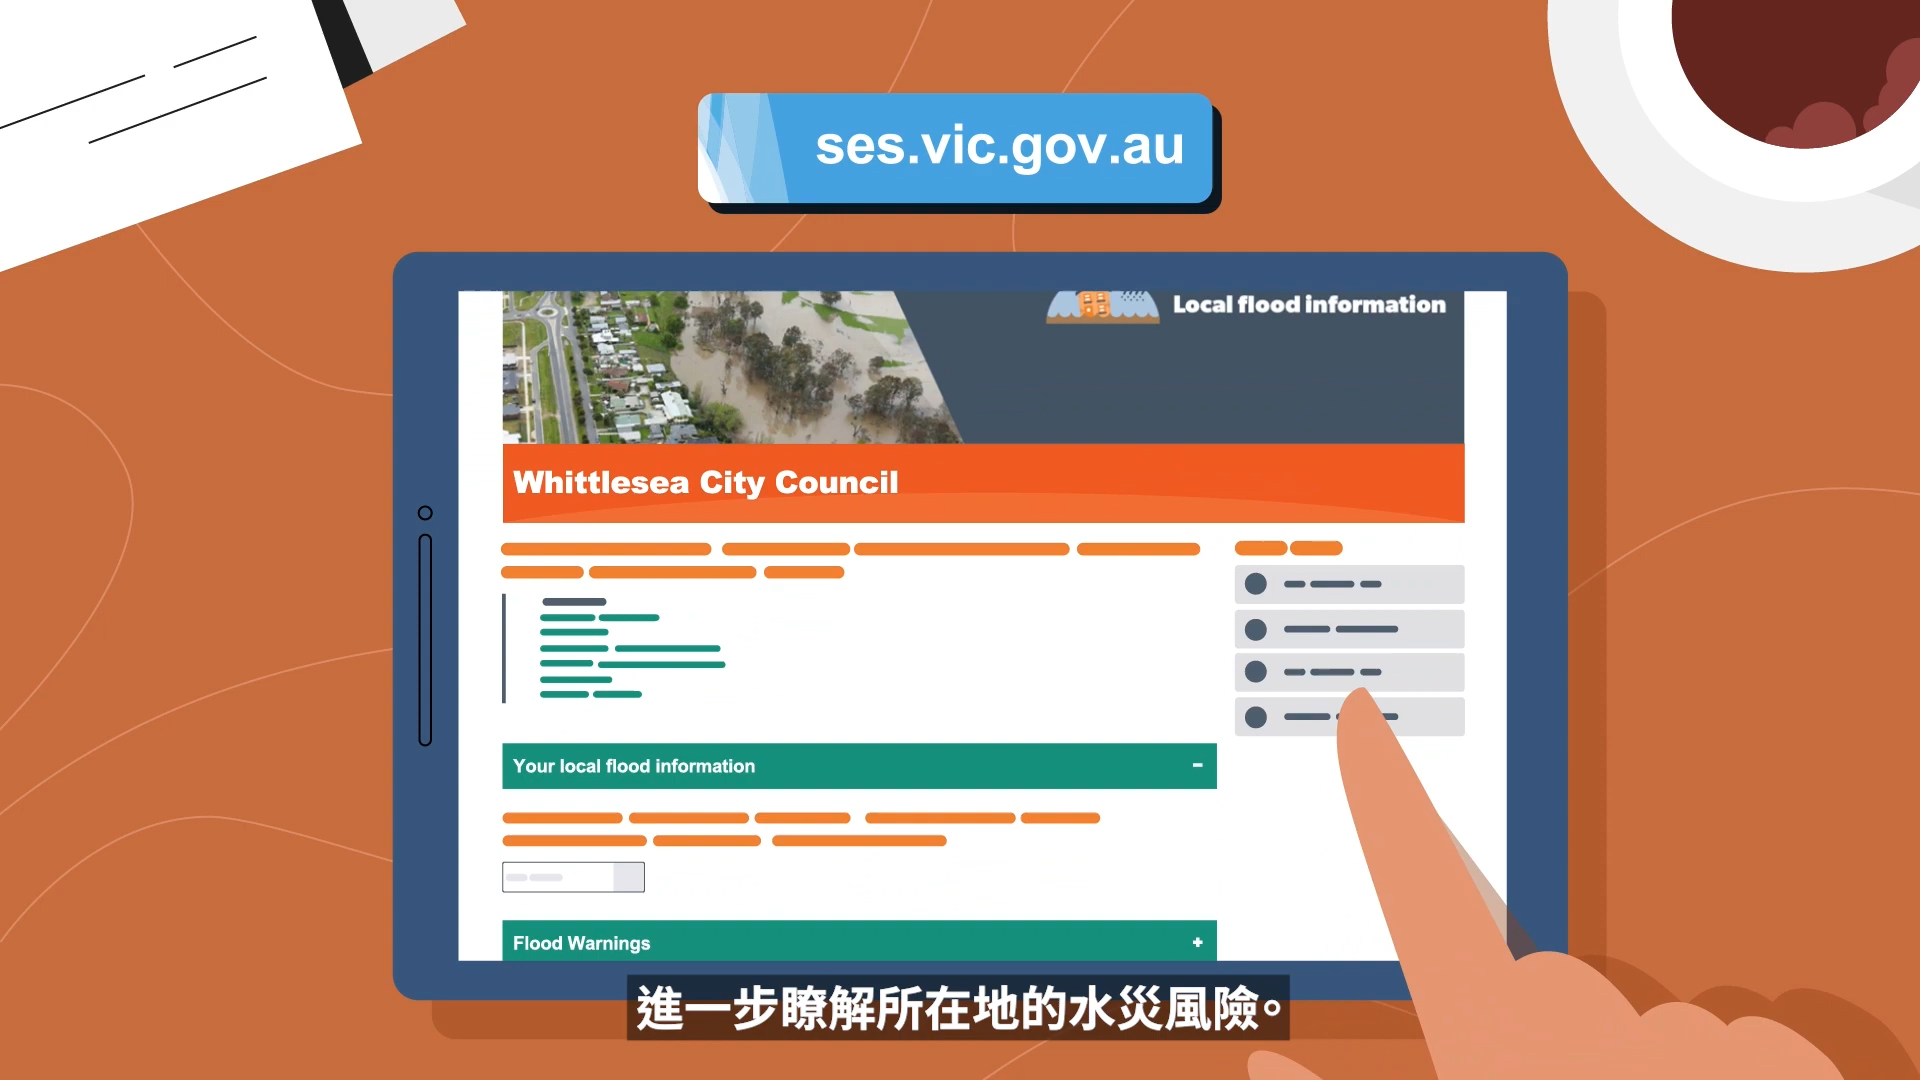 ses.vic.gov.au
Local flood information
Whittlesea City Council
Your local flood information
Flood Warnings
進一步瞭解所在地的水災風險。